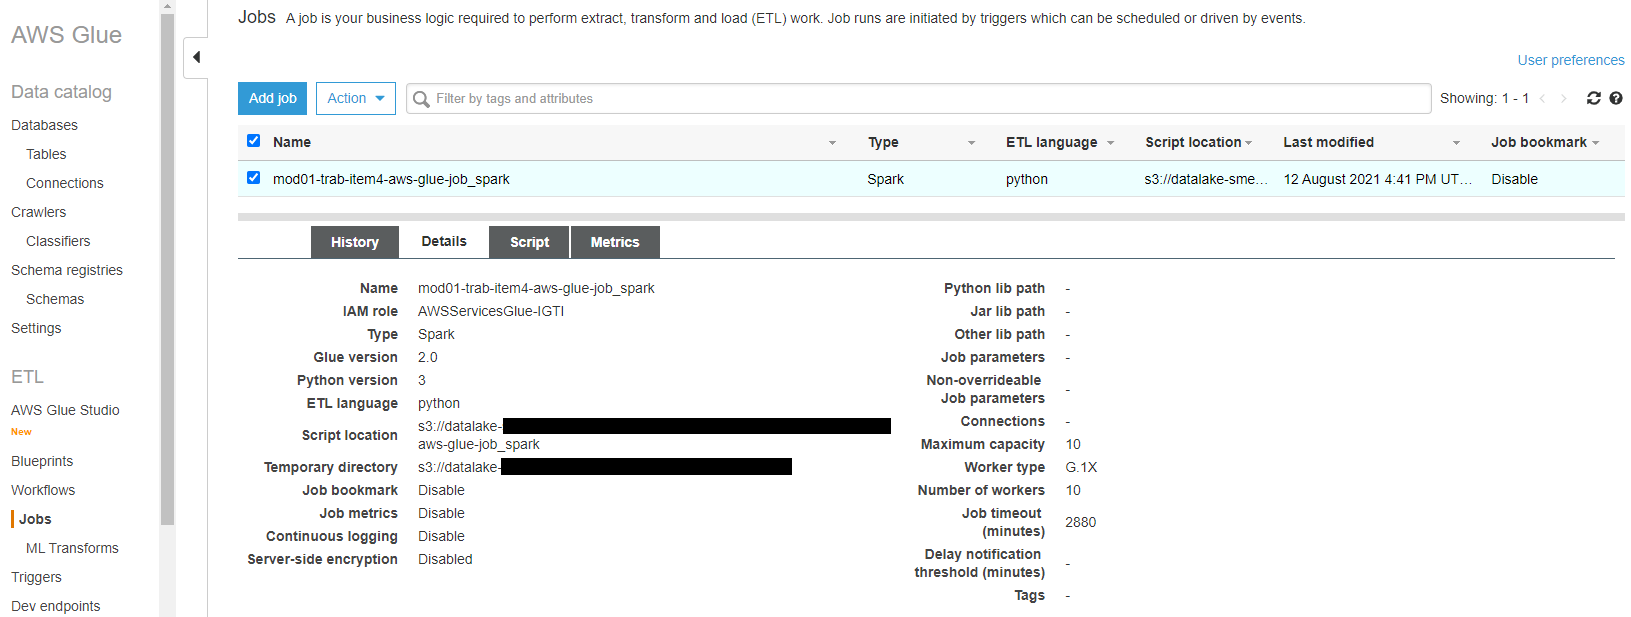 AWS Glue
Data catalog
Databases
Tables
Connections
Crawlers
Classifiers
Schema registries
Schemas
Settings
ETL
AWS Glue Studio
New
Blueprints
Workflows
Jobs
ML Transforms
Triggers
Dev endpoints
Jobs A job is your business logic required to perform extract, transform and load (ETL) work. Job runs are initiated by triggers which can be scheduled or driven by events.
User preferences
Add job Action Filter by tags and attributes Showing: 1 - 1
Name Type ETL language Script location Last modified Job bookmark
mod01-trab-item4-aws-glue-job_spark Spark python s3://datalake-sme... 12 August 2021 4:41 PM UT... Disable
History Details Script Metrics
Name mod01-trab-item4-aws-glue-job_spark
IAM role AWSServicesGlue-IGTI
Type Spark
Glue version 2.0
Python version 3
ETL language python
Script location s3://datalake-
aws-glue-job_spark
Temporary directory s3://datalake-
Job bookmark Disable
Job metrics Disable
Continuous logging Disable
Server-side encryption Disabled
Python lib path -
Jar lib path -
Other lib path -
Job parameters -
Non-overrideable
Job parameters -
Connections -
Maximum capacity 10
Worker type G.1X
Number of workers 10
Job timeout
(minutes) 2880
Delay notification
threshold (minutes) -
Tags -